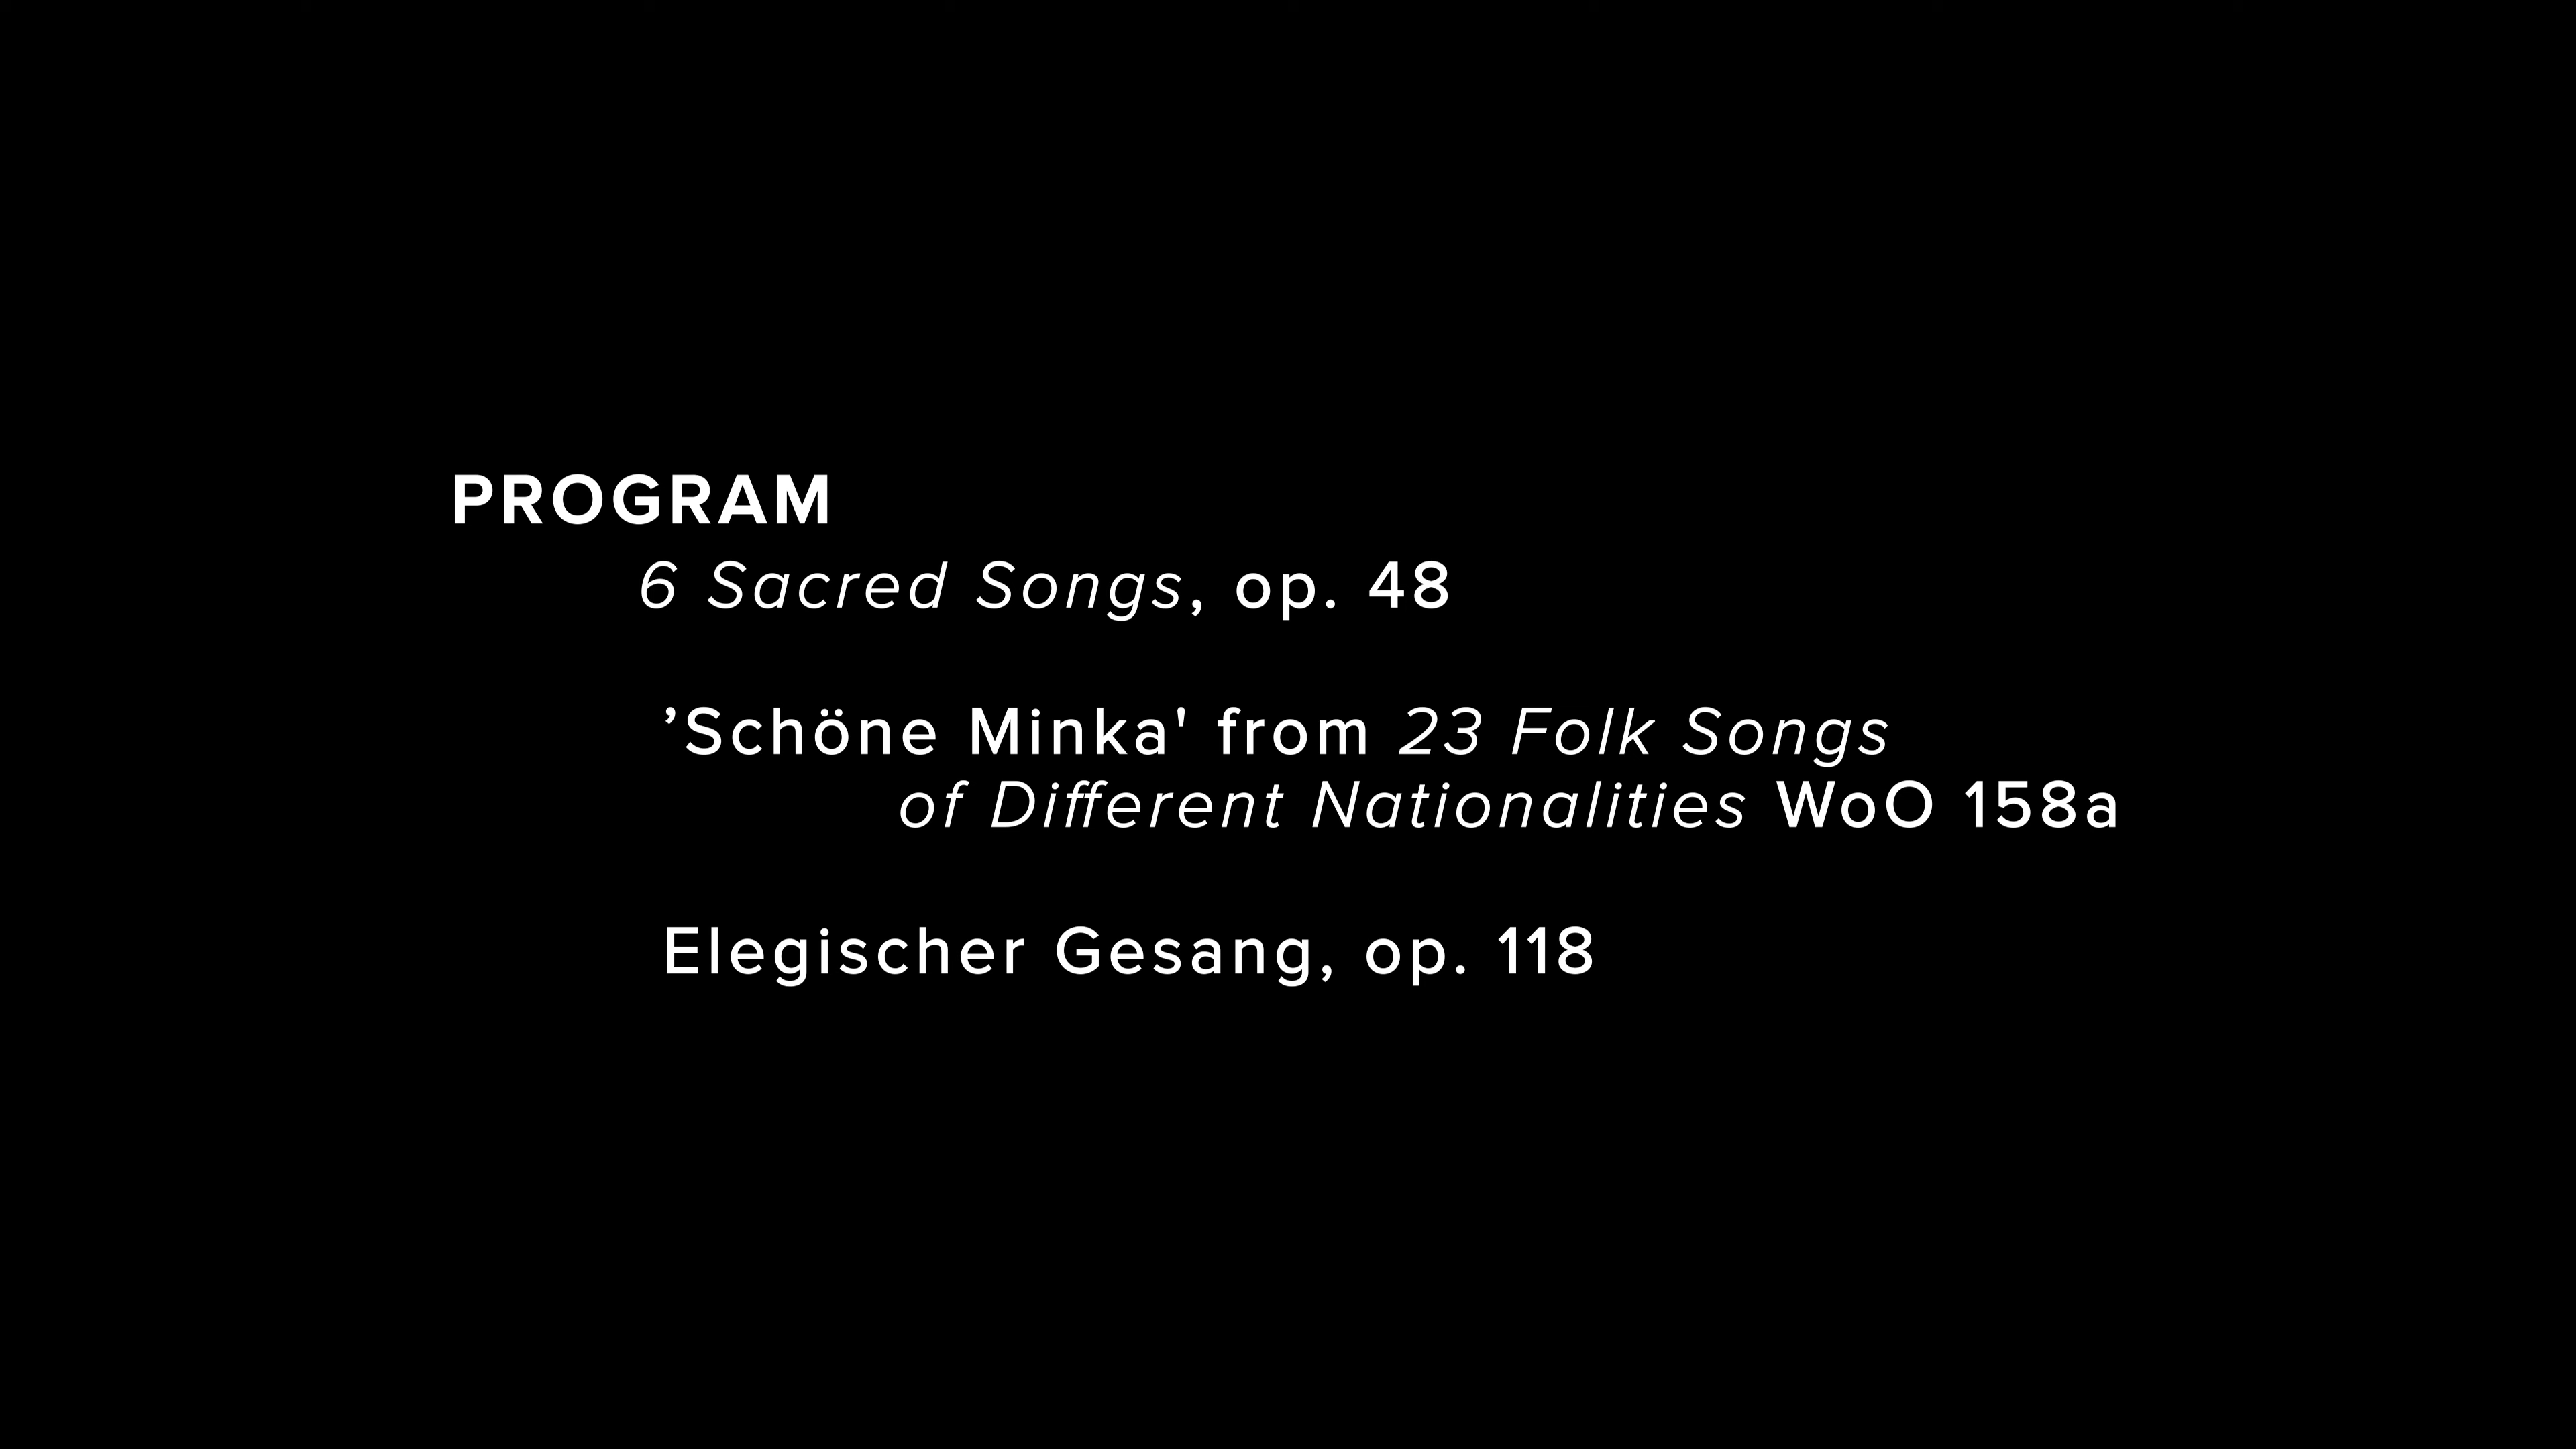 PROGRAM
6 Sacred Songs, op. 48
’Schöne Minka' from 23 Folk Songs
of Different Nationalities WoO 158a
Elegischer Gesang, op. 118